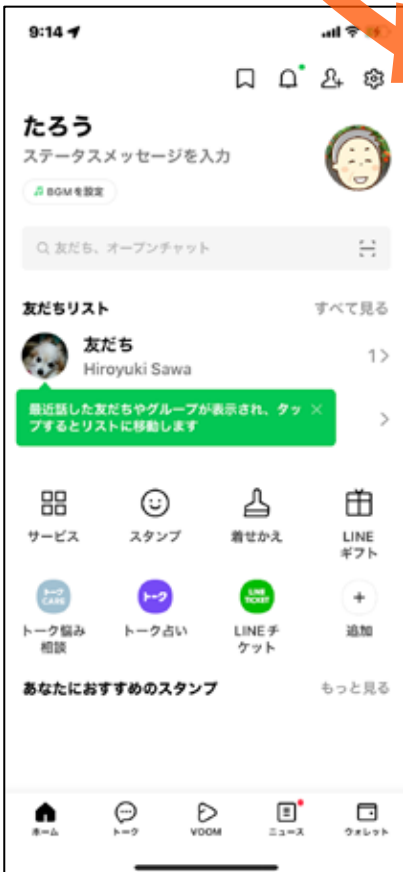 9:14
たろう
ステータスメッセージを入力
BGMを設定
友だち、オープンチャット
友だちリスト
すべて見る
友だち
Hiroyuki Sawa
1
最近話した友だちやグループが表示され、タッ
プするとリストに移動します
サービス
スタンプ
着せかえ
LINE
ギフト
トーク
CARE
トーク
LINE
TICKET
トーク悩み
相談
トーク占い
LINEチ
ケット
追加
あなたにおすすめのスタンプ
もっと見る
ホーム
トーク
VOOM
ニュース
ウォレット